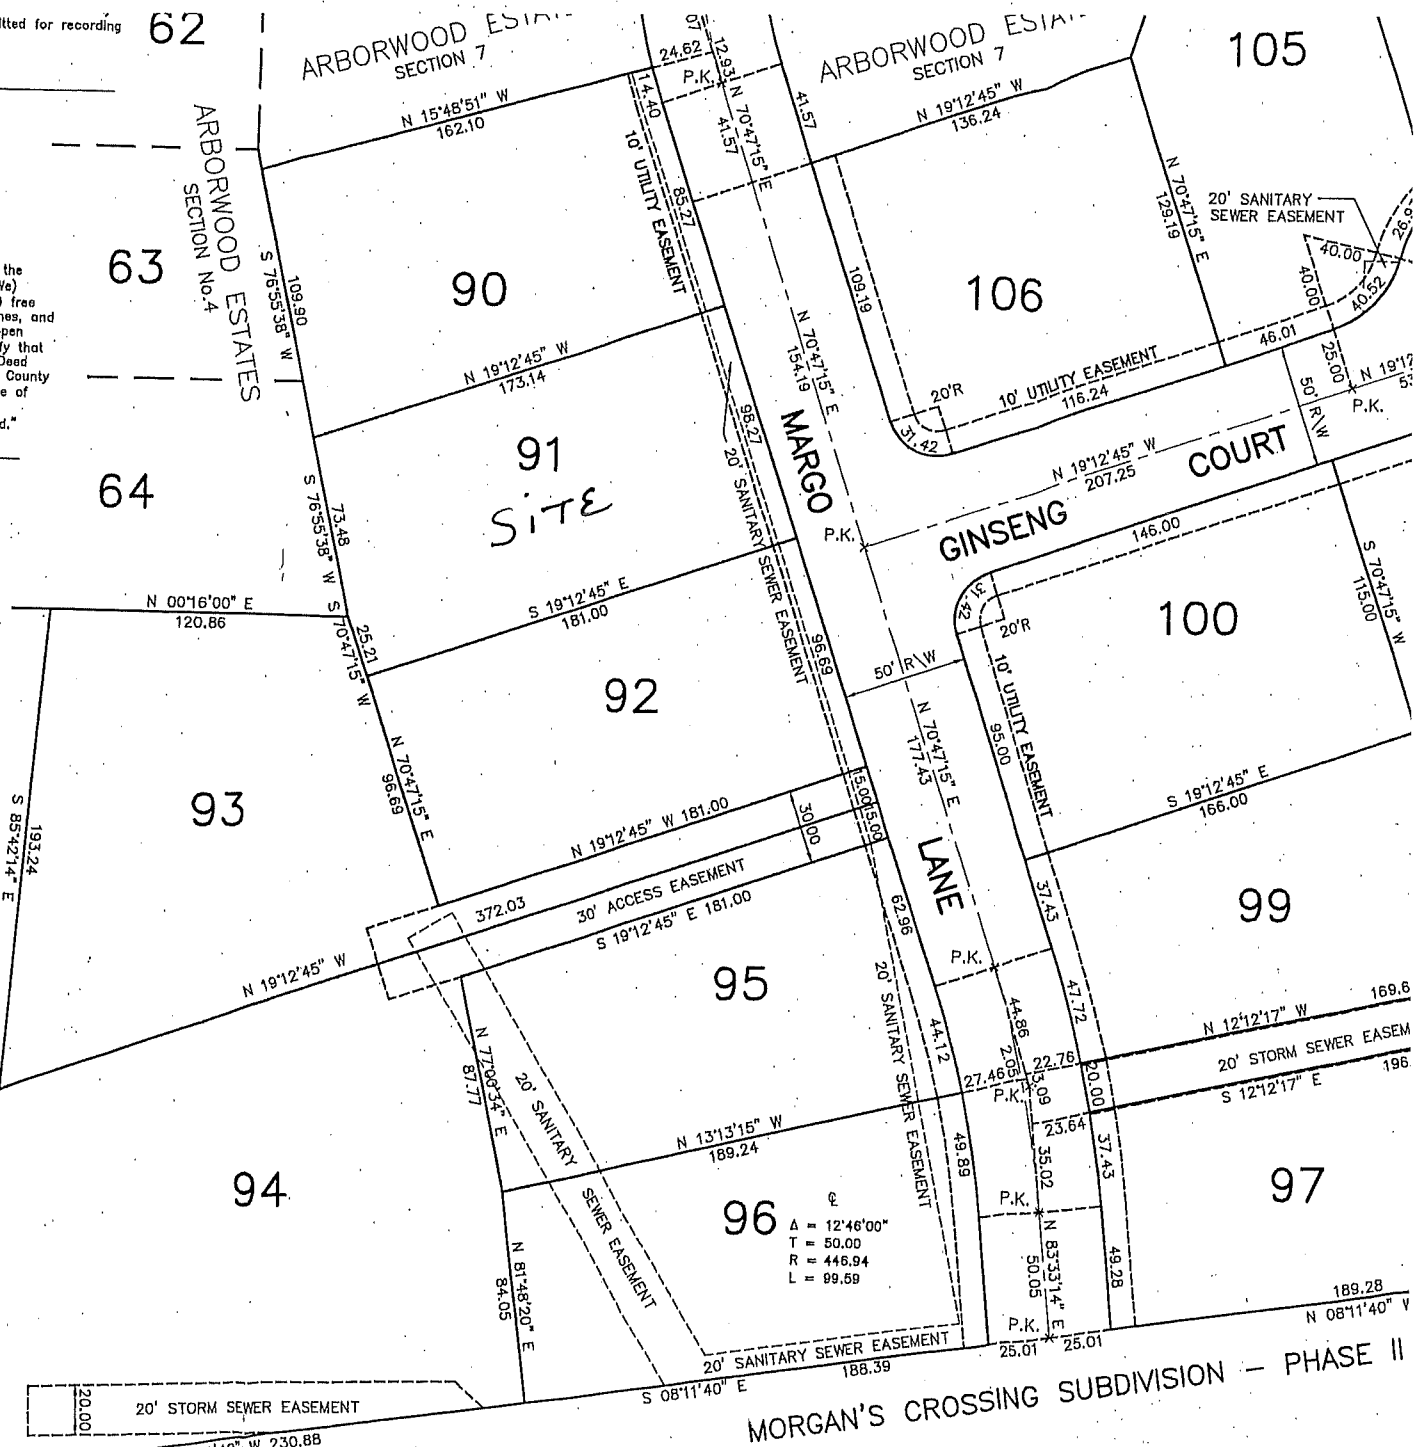 itted for recording
62
ARBORWOOD
SECTION 7
24.62
12.93
P.K.
ARBORWOOD
SECTION 7
105
N 15°48'51" W
162.10
14.40
10' UTILITY EASEMENT
85.27
N 70°47'15" E
41.57
41.57
N 19°12'45" W
136.24
N 70°47'15" E
129.19
20' SANITARY
SEWER EASEMENT
40.00
40.00
40.52
ARBORWOOD ESTATES
SECTION No.4
63
S 76°55'38" W
109.90
90
109.19
106
the
free
and
that
Deed
County
e of
d."
N 19°12'45" W
173.14
N 70°47'15" E
154.19
20'R
31.42
10' UTILITY EASEMENT
116.24
46.01
25.00
50' R\W
P.K.
64
S 76°55'38" W
73.48
91
SITE
98.27
20' SANITARY SEWER EASEMENT
MARGO
P.K.
N 19°12'45" W
207.25
GINSENG COURT
146.00
S 70°47'15" W
115.00
N 00°16'00" E
120.86
S 70°47'15" W
25.21
S 19°12'45" E
181.00
92
96.69
50' R\W
31.42
20'R
100
10' UTILITY EASEMENT
95.00
93
S 85°42'14" E
193.24
N 70°47'15" E
96.69
N 70°47'15" E
177.43
S 19°12'45" E
166.00
N 19°12'45" W 181.00
15.00
15.00
30.00
LANE
372.03
30' ACCESS EASEMENT
S 19°12'45" E 181.00
N 19°12'45" W
62.96
37.43
99
95
20' SANITARY SEWER EASEMENT
P.K.
44.86
47.72
169.6
N 12°12'17" W
20' STORM SEWER EASEM
S 12°12'17" E
196.
N 77°00'34" E
87.77
20' SANITARY SEWER EASEMENT
44.12
27.46
2.05
22.76
P.K.
13.09
20.00
23.64
N 13°13'15" W
189.24
49.89
35.02
37.43
94
96
℄
Δ = 12°46'00"
T = 50.00
R = 446.94
L = 99.59
P.K.
97
N 81°48'20" E
84.05
N 83°33'14" E
50.05
49.28
189.28
N 08°11'40" W
P.K.
25.01
25.01
20' SANITARY SEWER EASEMENT
S 08°11'40" E
188.39
20.00
20' STORM SEWER EASEMENT
W 230.88
MORGAN'S CROSSING SUBDIVISION - PHASE II